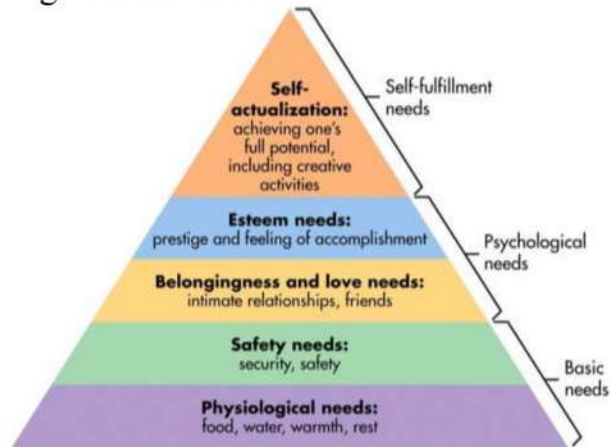 Self-
actualization:
achieving one's
full potential,
including creative
activities
Self-fulfillment
needs
Esteem needs:
prestige and feeling of accomplishment
Psychological
needs
Belongingness and love needs:
intimate relationships, friends
Safety needs:
security, safety
Basic
needs
Physiological needs:
food, water, warmth, rest